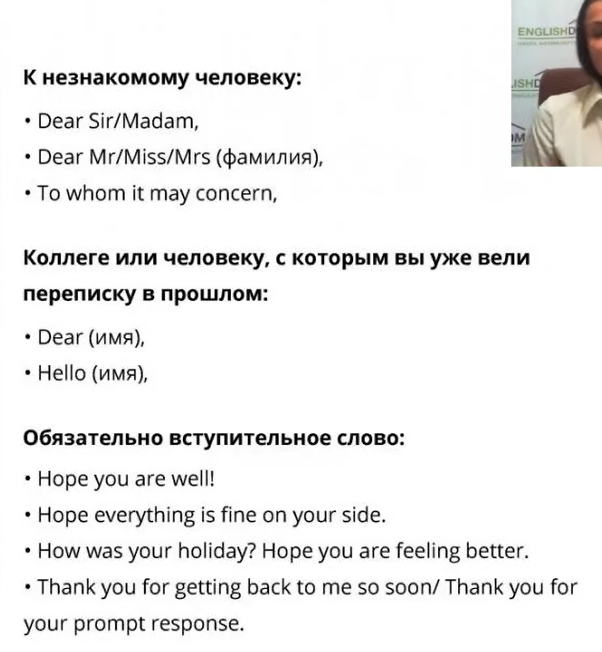 ENGLISHD
К незнакомому человеку:
• Dear Sir/Madam,
• Dear Mr/Miss/Mrs (фамилия),
• To whom it may concern,
Коллеге или человеку, с которым вы уже вели
переписку в прошлом:
• Dear (имя),
• Hello (имя),
Обязательно вступительное слово:
• Hope you are well!
• Hope everything is fine on your side.
• How was your holiday? Hope you are feeling better.
• Thank you for getting back to me so soon/ Thank you for
your prompt response.